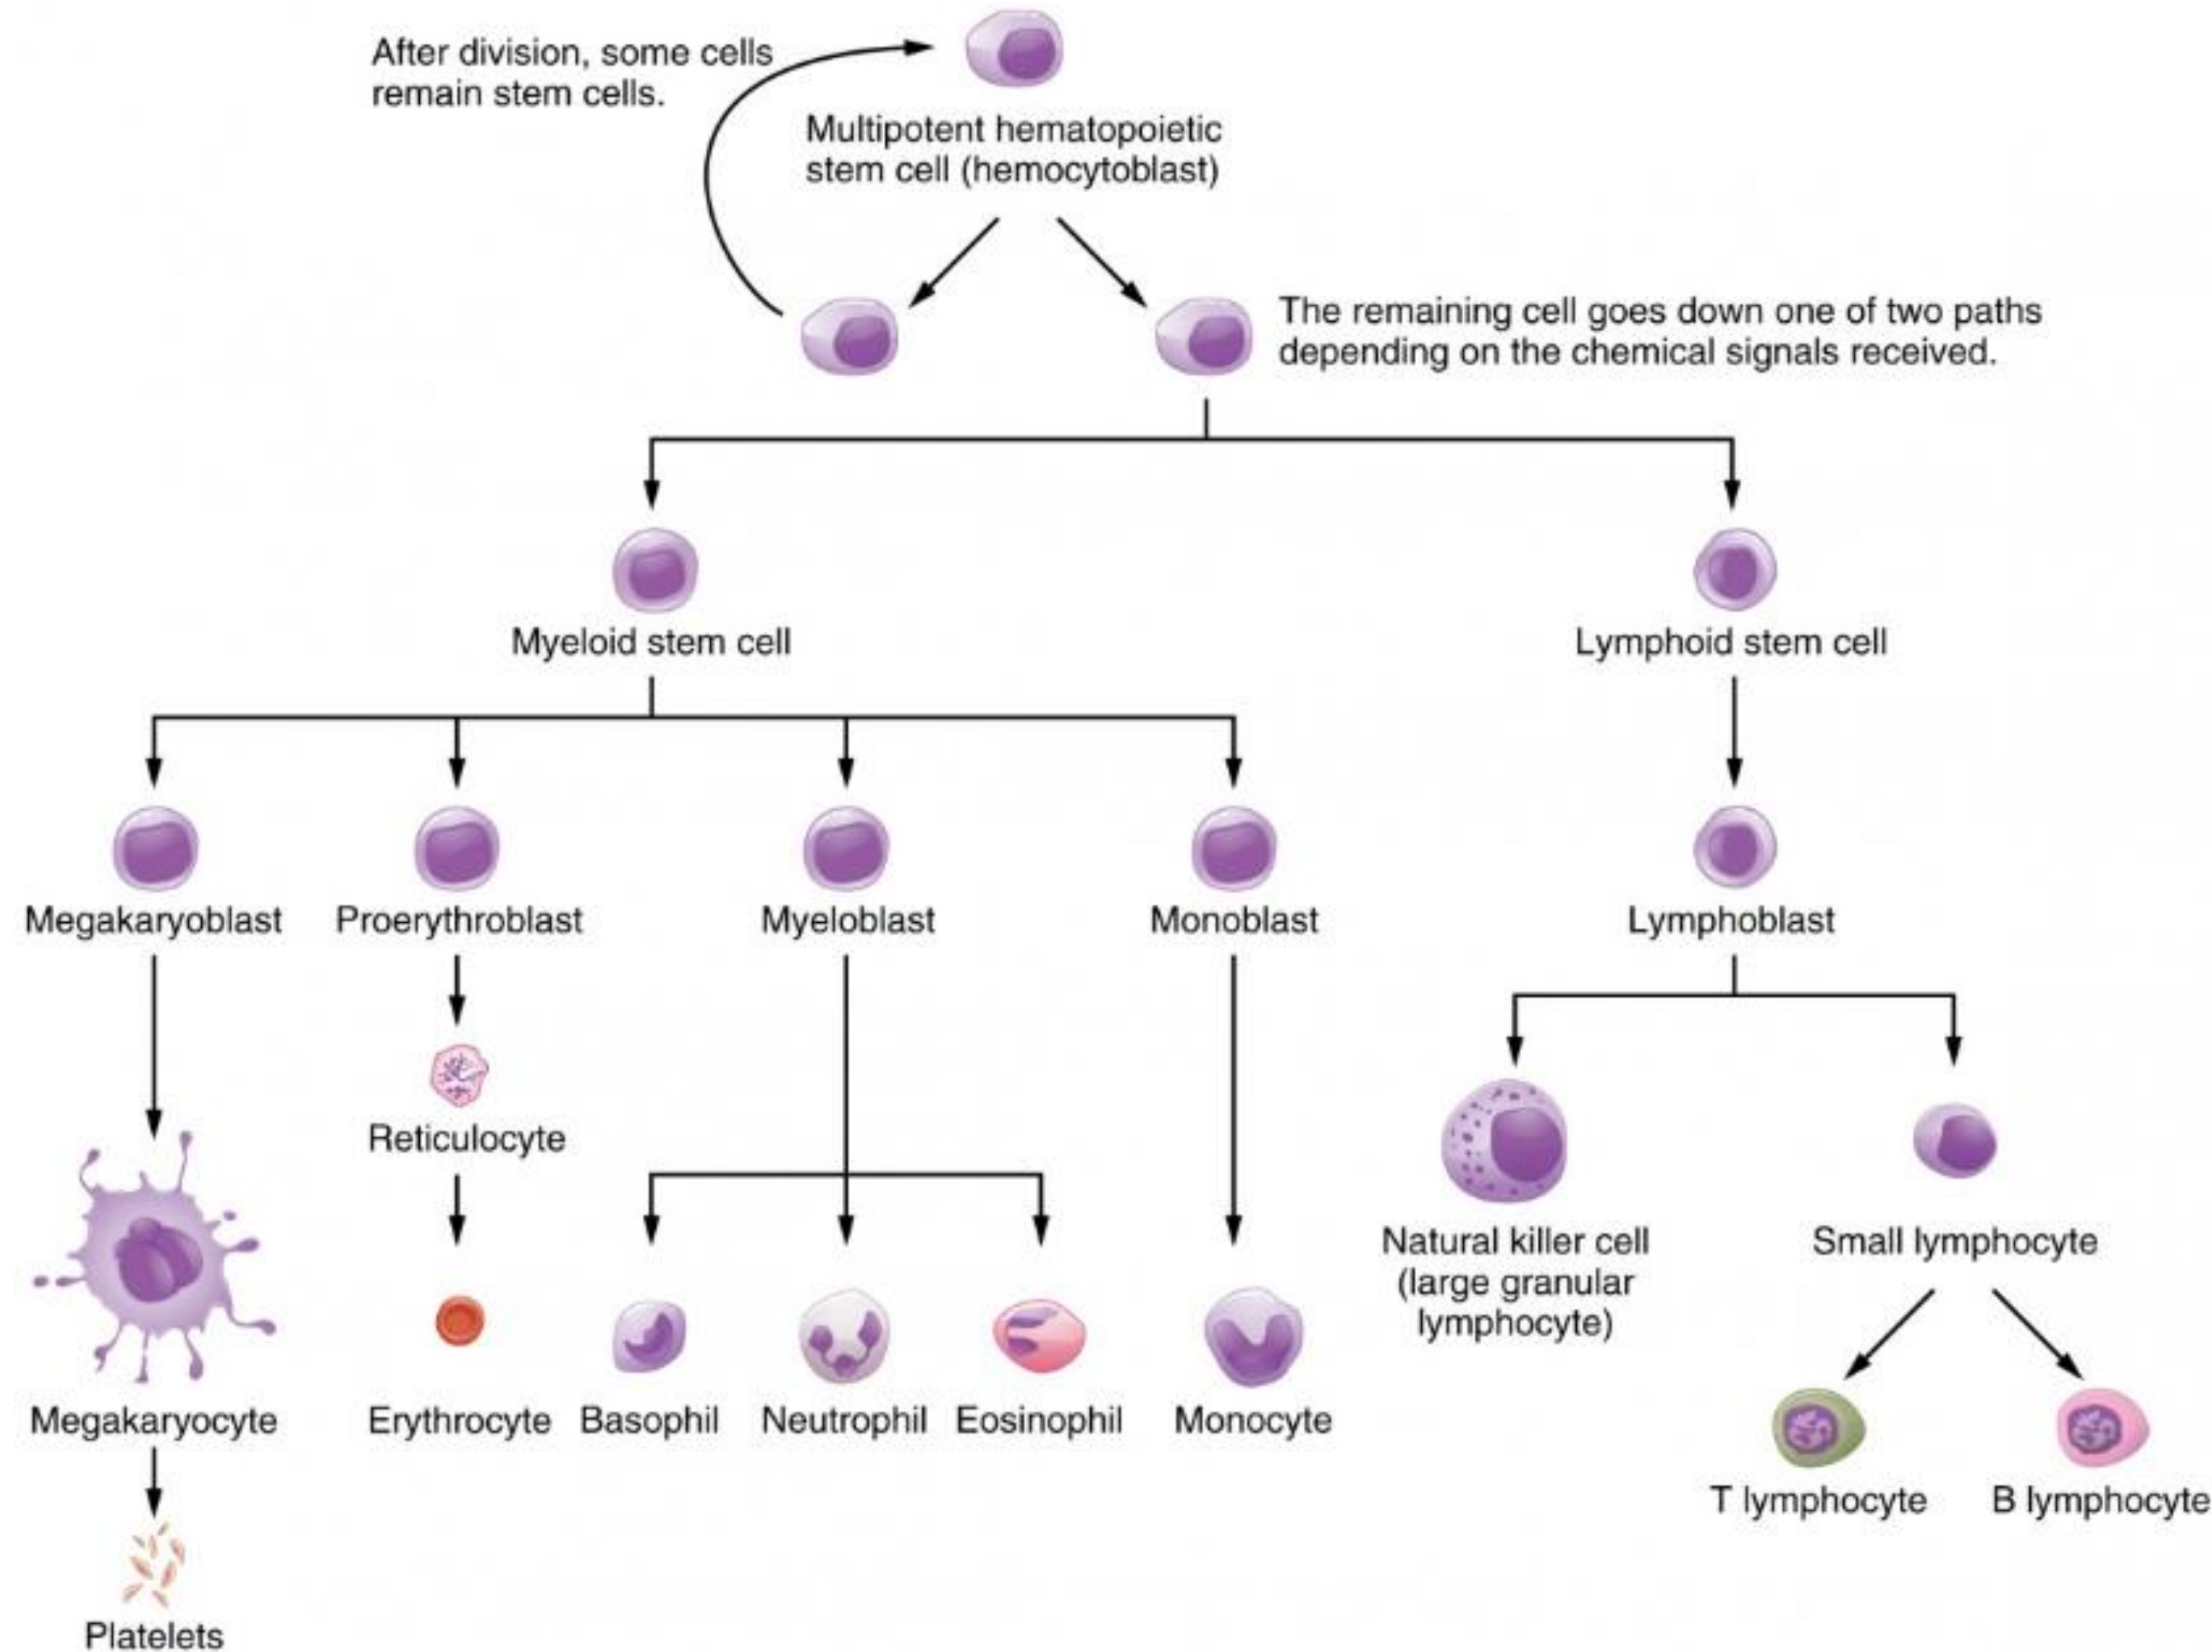 After division, some cells
remain stem cells.
Multipotent hematopoietic
stem cell (hemocytoblast)
The remaining cell goes down one of two paths
depending on the chemical signals received.
Myeloid stem cell
Lymphoid stem cell
Megakaryoblast
Proerythroblast
Myeloblast
Monoblast
Lymphoblast
Reticulocyte
Natural killer cell
(large granular
lymphocyte)
Small lymphocyte
Megakaryocyte
Erythrocyte
Basophil
Neutrophil
Eosinophil
Monocyte
T lymphocyte
B lymphocyte
Platelets